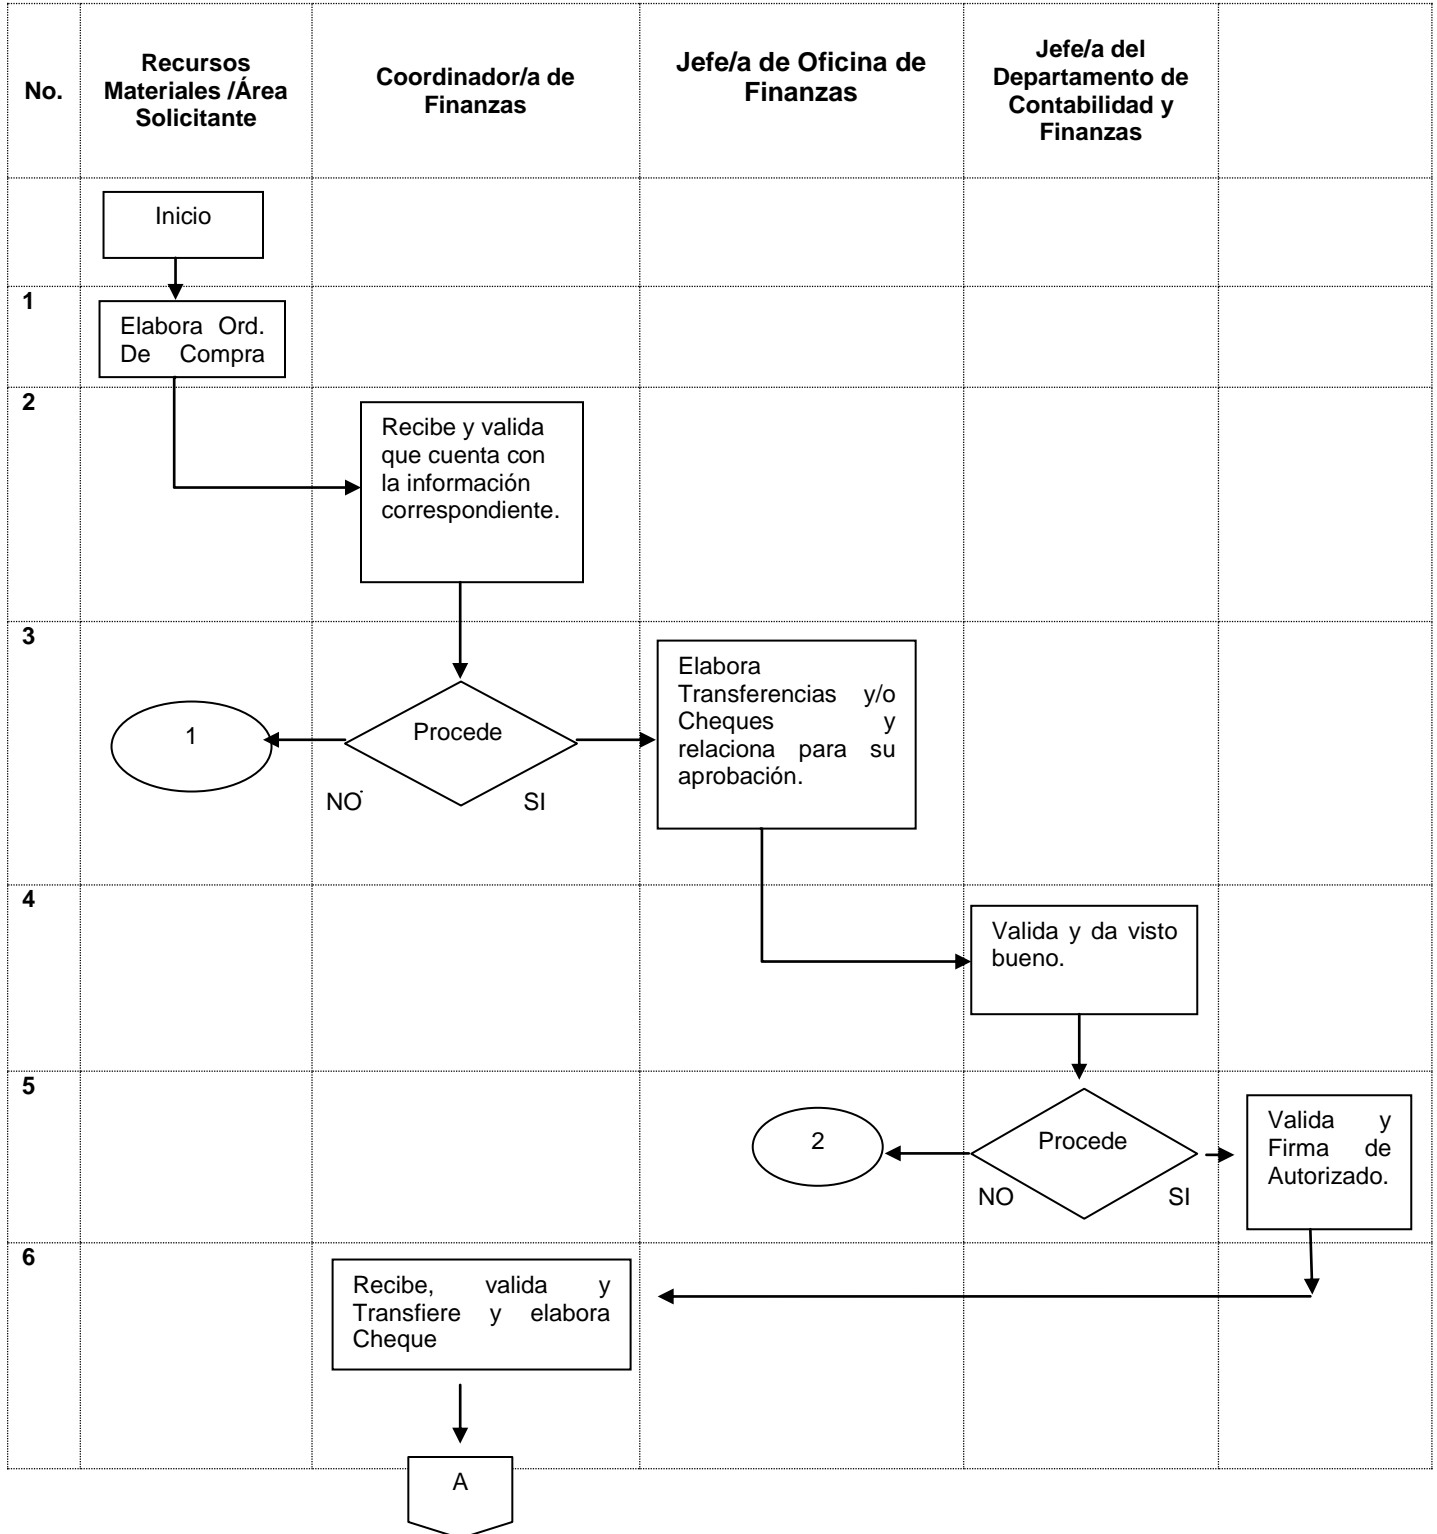 No.
Recursos
Materiales /Área
Solicitante
Coordinador/a de
Finanzas
Jefe/a de Oficina de
Finanzas
Jefe/a del
Departamento de
Contabilidad y
Finanzas
Inicio
1
Elabora Ord.
De Compra
2
Recibe y valida
que cuenta con
la información
correspondiente.
3
1
Procede
NO
SI
Elabora
Transferencias y/o
Cheques y
relaciona para su
aprobación.
4
Valida y da visto
bueno.
5
2
Procede
NO
SI
Valida y
Firma de
Autorizado.
6
Recibe, valida y
Transfiere y elabora
Cheque
A